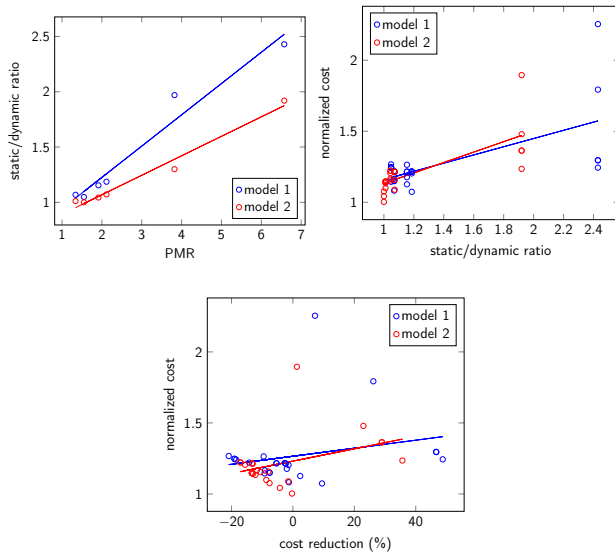 2.5
2
1.5
1
static/dynamic ratio
model 1
model 2
1 2 3 4 5 6 7
PMR
2
1.5
1
normalized cost
model 1
model 2
1 1.2 1.4 1.6 1.8 2 2.2 2.4
static/dynamic ratio
2
1.5
1
normalized cost
model 1
model 2
−20 0 20 40
cost reduction (%)